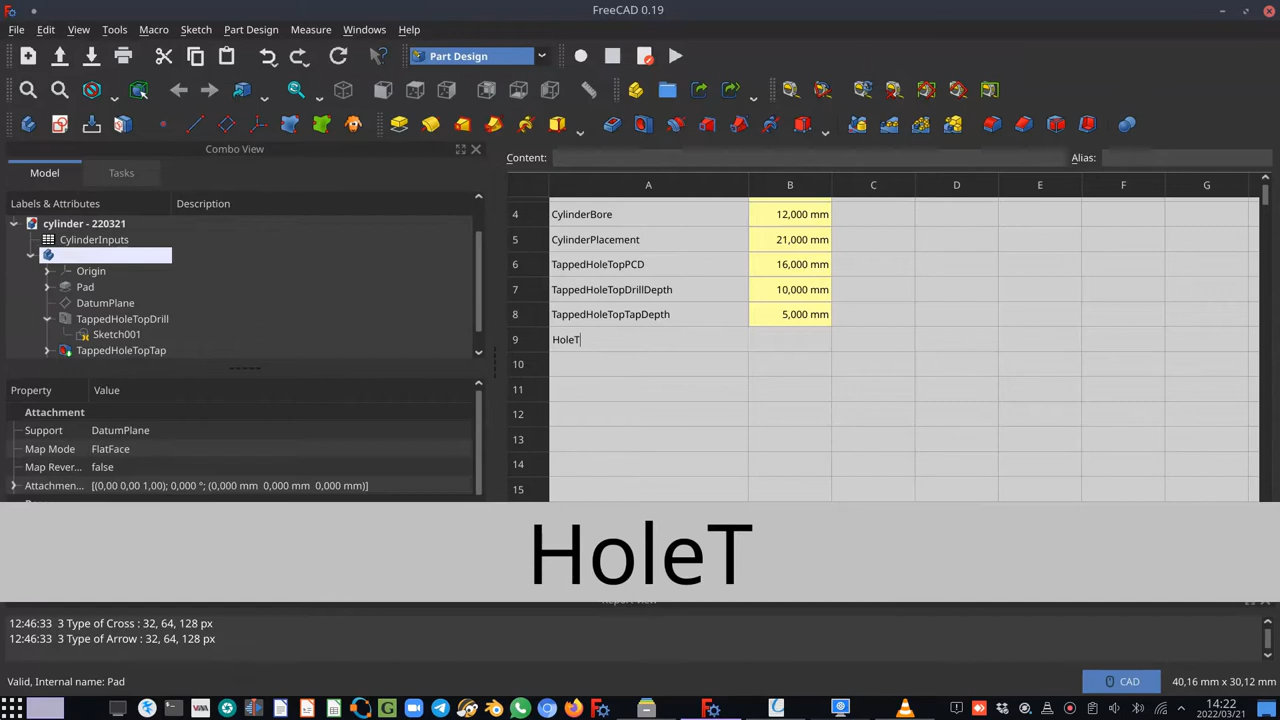 FreeCAD 0.19
File Edit View Tools Macro Sketch Part Design Measure Windows Help
Part Design
Combo View
Content:
Alias:
Model Tasks
A B C D E F G
Labels & Attributes Description
4 CylinderBore 12,000 mm
cylinder - 220321
CylinderInputs
5 CylinderPlacement 21,000 mm
6 TappedHoleTopPCD 16,000 mm
Origin
Pad
7 TappedHoleTopDrillDepth 10,000 mm
DatumPlane
8 TappedHoleTopTapDepth 5,000 mm
TappedHoleTopDrill
Sketch001
9 HoleT
TappedHoleTopTap
10
11
12
13
14
15
Property Value
Attachment
Support DatumPlane
Map Mode FlatFace
Map Rever... false
Attachmen... [(0,00 0,00 1,00); 0,000 °; (0,000 mm 0,000 mm 0,000 mm)]
HoleT
12:46:33 3 Type of Cross : 32, 64, 128 px
12:46:33 3 Type of Arrow : 32, 64, 128 px
Valid, Internal name: Pad
CAD
40,16 mm x 30,12 mm
14:22
2022/03/21